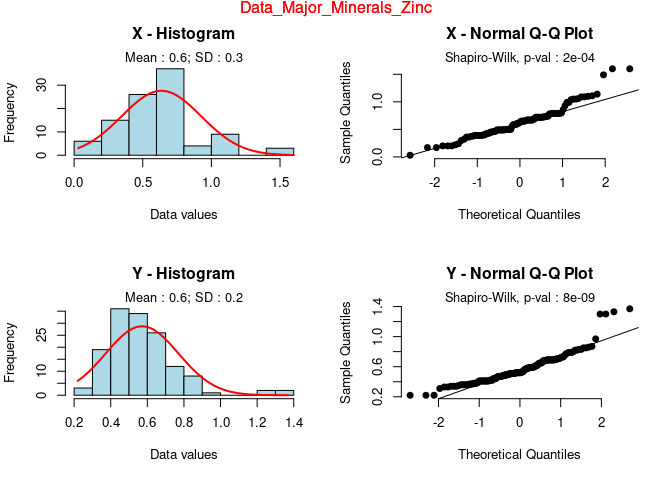 Data_Major_Minerals_Zinc
X - Histogram
Mean : 0.6; SD : 0.3
Frequency
0 10 30
0.0 0.5 1.0 1.5
Data values
X - Normal Q-Q Plot
Shapiro-Wilk, p-val : 2e-04
Sample Quantiles
0.0 1.0
-2 -1 0 1 2
Theoretical Quantiles
Y - Histogram
Mean : 0.6; SD : 0.2
Frequency
0 10 25
0.2 0.4 0.6 0.8 1.0 1.2 1.4
Data values
Y - Normal Q-Q Plot
Shapiro-Wilk, p-val : 8e-09
Sample Quantiles
0.2 0.6 1.0 1.4
-2 -1 0 1 2
Theoretical Quantiles